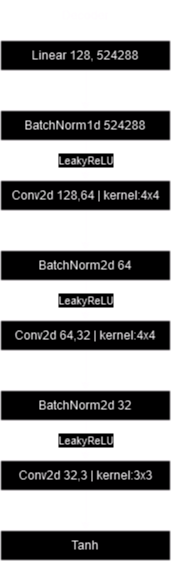 Linear 128, 524288
BatchNorm1d 524288
LeakyReLU
Conv2d 128,64 | kernel:4x4
BatchNorm2d 64
LeakyReLU
Conv2d 64,32 | kernel:4x4
BatchNorm2d 32
LeakyReLU
Conv2d 32,3 | kernel:3x3
Tanh